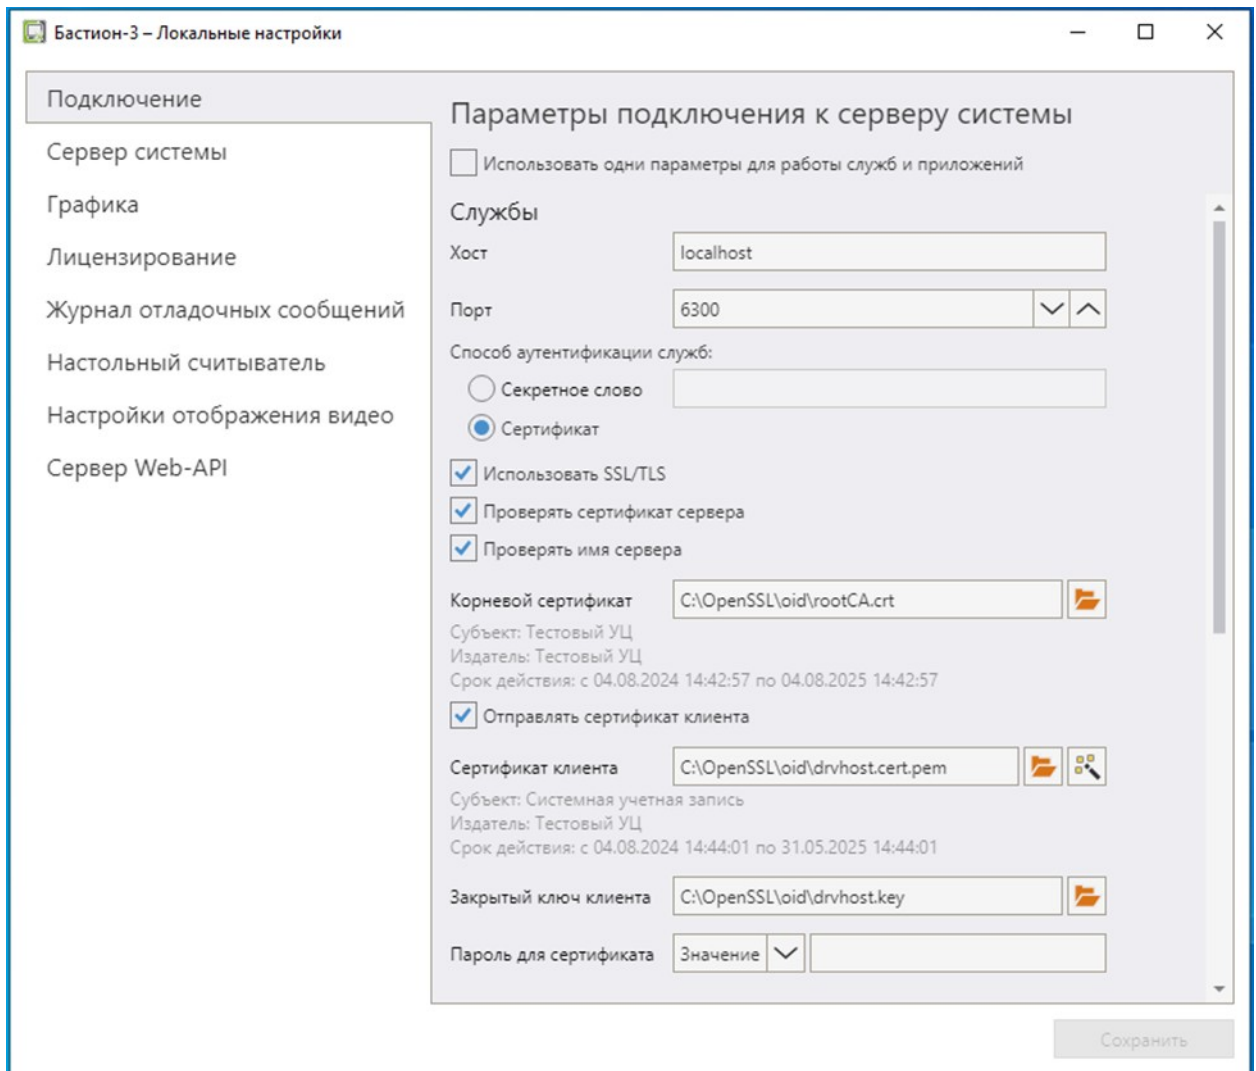 Бастион-3 – Локальные настройки
Подключение
Сервер системы
Графика
Лицензирование
Журнал отладочных сообщений
Настольный считыватель
Настройки отображения видео
Сервер Web-API
Параметры подключения к серверу системы
Использовать одни параметры для работы служб и приложений
Службы
Хост localhost
Порт 6300
Способ аутентификации служб:
Секретное слово
Сертификат
Использовать SSL/TLS
Проверять сертификат сервера
Проверять имя сервера
Корневой сертификат C:\OpenSSL\oid\rootCA.crt
Субъект: Тестовый УЦ
Издатель: Тестовый УЦ
Срок действия: с 04.08.2024 14:42:57 по 04.08.2025 14:42:57
Отправлять сертификат клиента
Сертификат клиента C:\OpenSSL\oid\drvhost.cert.pem
Субъект: Системная учетная запись
Издатель: Тестовый УЦ
Срок действия: с 04.08.2024 14:44:01 по 31.05.2025 14:44:01
Закрытый ключ клиента C:\OpenSSL\oid\drvhost.key
Пароль для сертификата Значение
Сохранить